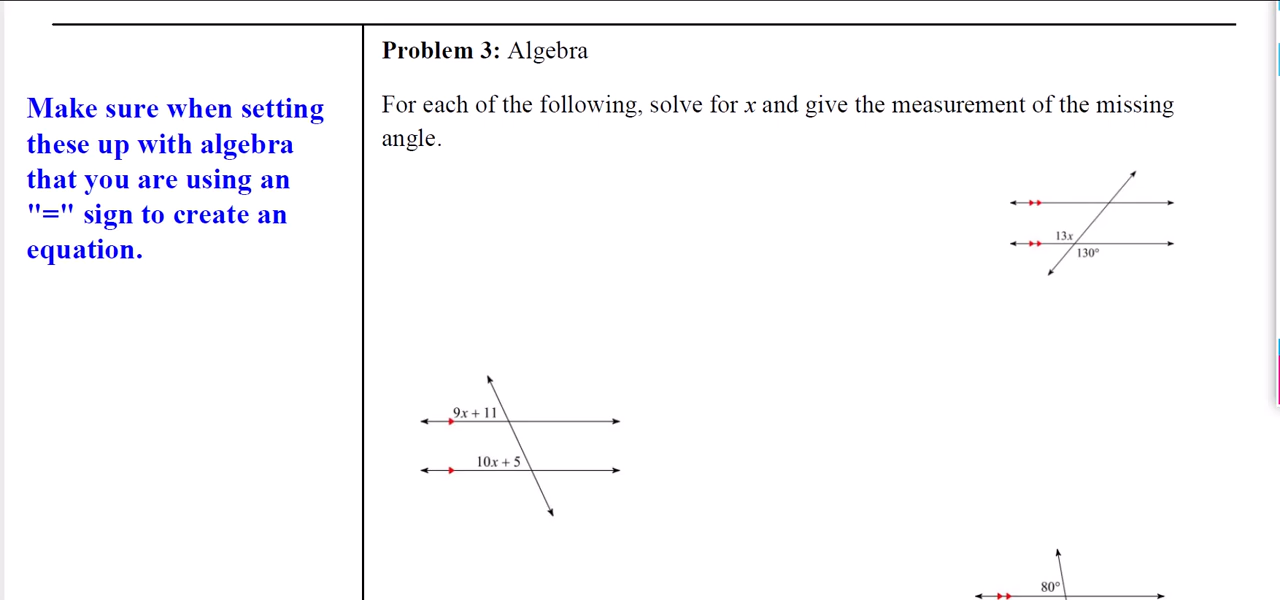 Problem 3: Algebra
Make sure when setting
these up with algebra
that you are using an
"=" sign to create an
equation.
For each of the following, solve for x and give the measurement of the missing
angle.
13x
130°
9x + 11
10x + 5
80°